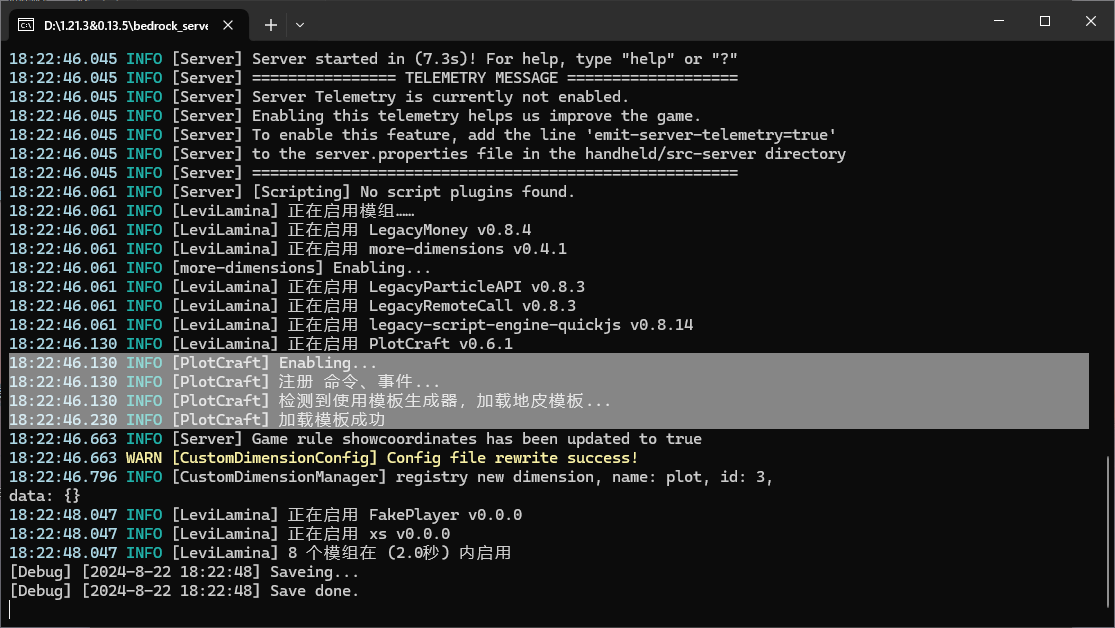 D:\1.21.3&0.13.5\bedrock_serve
18:22:46.045 INFO [Server] Server started in (7.3s)! For help, type "help" or "?"
18:22:46.045 INFO [Server] ================ TELEMETRY MESSAGE ===================
18:22:46.045 INFO [Server] Server Telemetry is currently not enabled.
18:22:46.045 INFO [Server] Enabling this telemetry helps us improve the game.
18:22:46.045 INFO [Server] To enable this feature, add the line 'emit-server-telemetry=true'
18:22:46.045 INFO [Server] to the server.properties file in the handheld/src-server directory
18:22:46.045 INFO [Server] ======================================================
18:22:46.061 INFO [Server] [Scripting] No script plugins found.
18:22:46.061 INFO [LeviLamina] 正在启用模组……
18:22:46.061 INFO [LeviLamina] 正在启用 LegacyMoney v0.8.4
18:22:46.061 INFO [LeviLamina] 正在启用 more-dimensions v0.4.1
18:22:46.061 INFO [more-dimensions] Enabling...
18:22:46.061 INFO [LeviLamina] 正在启用 LegacyParticleAPI v0.8.3
18:22:46.061 INFO [LeviLamina] 正在启用 LegacyRemoteCall v0.8.3
18:22:46.061 INFO [LeviLamina] 正在启用 legacy-script-engine-quickjs v0.8.14
18:22:46.130 INFO [LeviLamina] 正在启用 PlotCraft v0.6.1
18:22:46.130 INFO [PlotCraft] Enabling...
18:22:46.130 INFO [PlotCraft] 注册 命令、事件...
18:22:46.130 INFO [PlotCraft] 检测到使用模板生成器，加载地皮模板...
18:22:46.230 INFO [PlotCraft] 加载模板成功
18:22:46.663 INFO [Server] Game rule showcoordinates has been updated to true
18:22:46.663 WARN [CustomDimensionConfig] Config file rewrite success!
18:22:46.796 INFO [CustomDimensionManager] registry new dimension, name: plot, id: 3,
data: {}
18:22:48.047 INFO [LeviLamina] 正在启用 FakePlayer v0.0.0
18:22:48.047 INFO [LeviLamina] 正在启用 xs v0.0.0
18:22:48.047 INFO [LeviLamina] 8 个模组在 (2.0秒) 内启用
[Debug] [2024-8-22 18:22:48] Saveing...
[Debug] [2024-8-22 18:22:48] Save done.